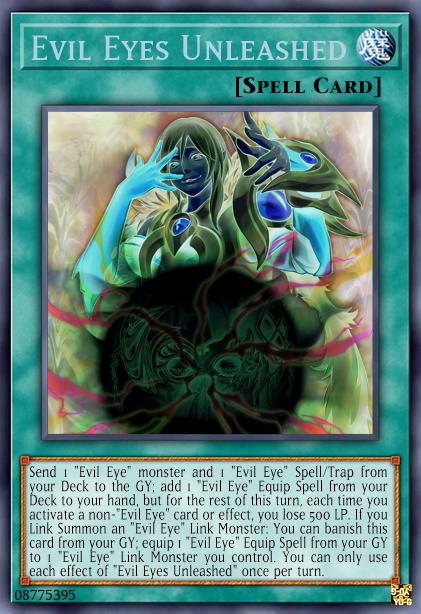 Evil Eyes Unleashed
魔
[Spell Card]
Send 1 "Evil Eye" monster and 1 "Evil Eye" Spell/Trap from
your Deck to the GY; add 1 "Evil Eye" Equip Spell from your
Deck to your hand, but for the rest of this turn, each time you
activate a non-"Evil Eye" card or effect, you lose 500 LP. If you
Link Summon an "Evil Eye" Link Monster: You can banish this
card from your GY; equip 1 "Evil Eye" Equip Spell from your GY
to 1 "Evil Eye" Link Monster you control. You can only use
each effect of "Evil Eyes Unleashed" once per turn.
08775395